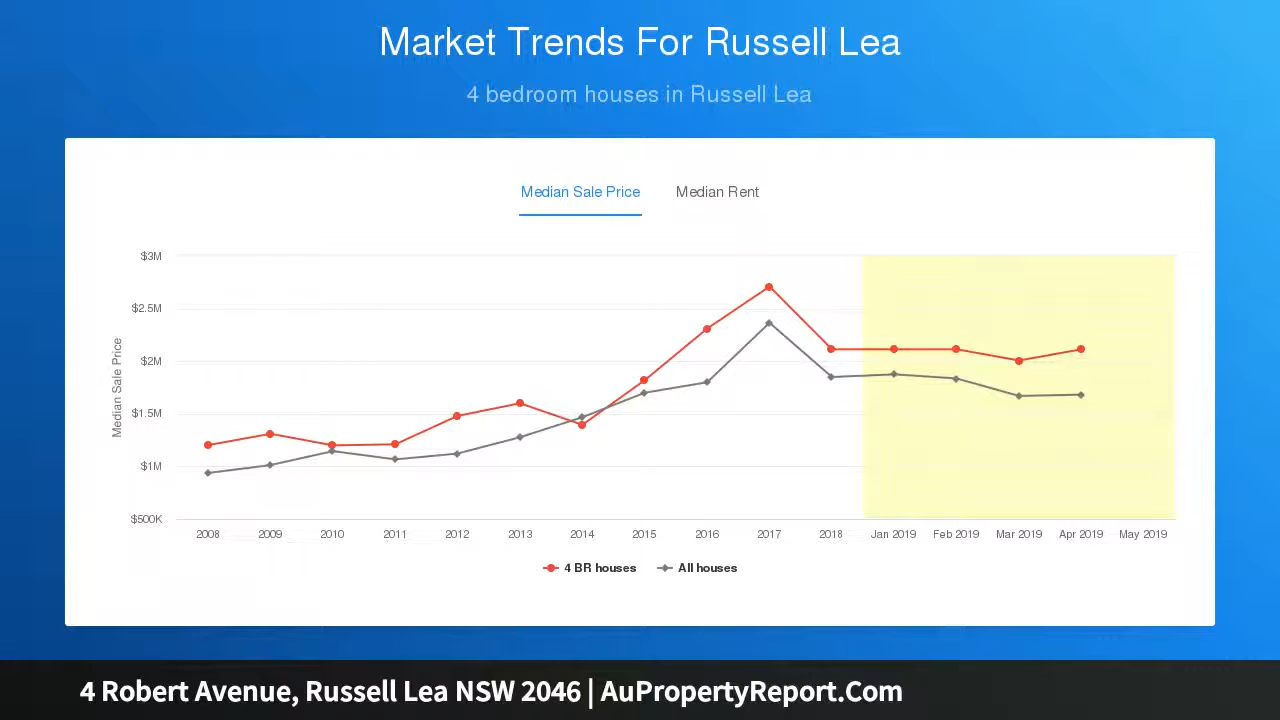 Market Trends For Russell Lea
4 bedroom houses in Russell Lea
Median Sale Price Median Rent
Median Sale Price
$3M
$2.5M
$2M
$1.5M
$1M
$500K
2008 2009 2010 2011 2012 2013 2014 2015 2016 2017 2018 Jan 2019 Feb 2019 Mar 2019 Apr 2019 May 2019
4 BR houses All houses
4 Robert Avenue, Russell Lea NSW 2046 | AuPropertyReport.Com